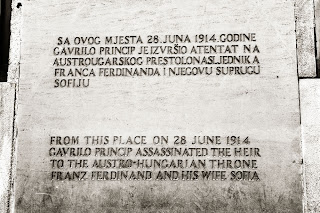 SA OVOG MJESTA 28. JUNA 1914. GODINE
GAVRILO PRINCIP JE IZVRŠIO ATENTAT NA
AUSTROUGARSKOG PRESTOLONASLJEDNIKA
FRANCA FERDINANDA I NJEGOVU SUPRUGU
SOFIJU
FROM THIS PLACE ON 28 JUNE 1914
GAVRILO PRINCIP ASSASSINATED THE HEIR
TO THE AUSTRO-HUNGARIAN THRONE
FRANZ FERDINAND AND HIS WIFE SOFIA